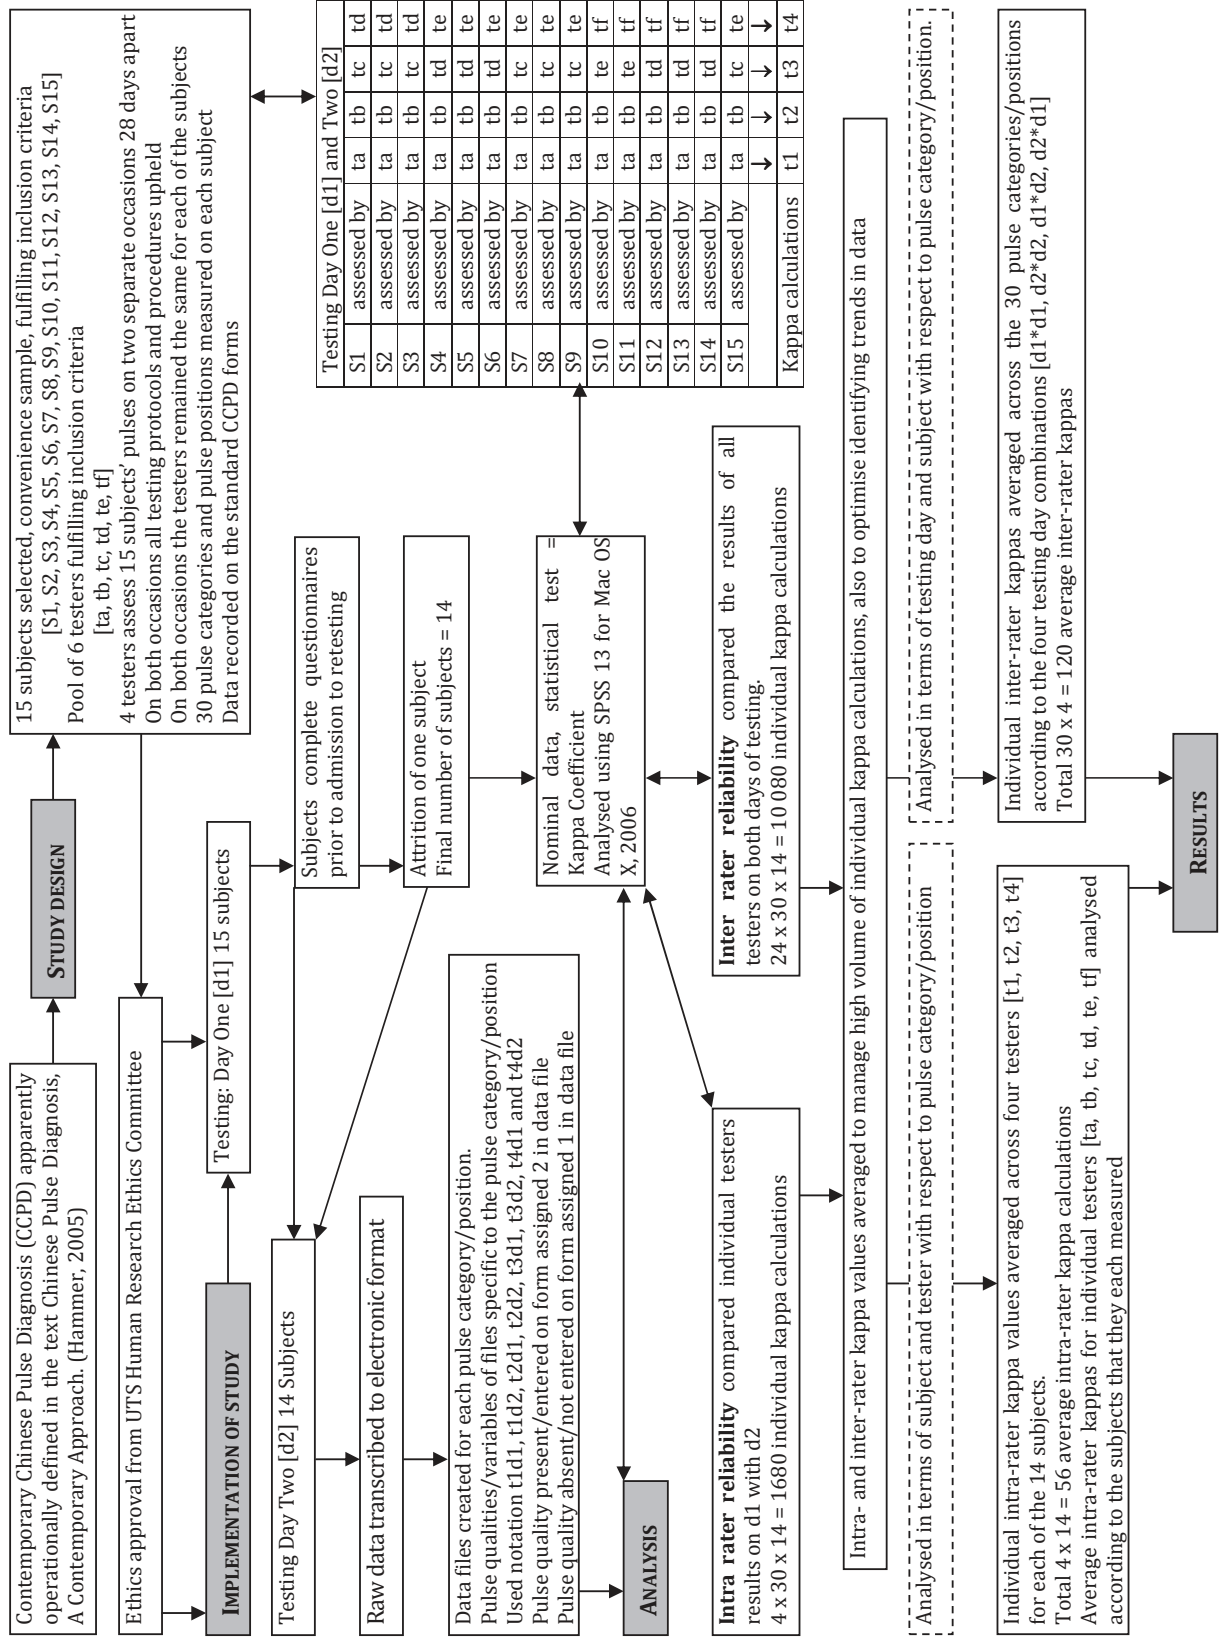 Contemporary Chinese Pulse Diagnosis (CCPD) apparently
operationally defined in the text Chinese Pulse Diagnosis,
A Contemporary Approach. (Hammer, 2005)
STUDY DESIGN
15 subjects selected, convenience sample, fulfilling inclusion criteria
[S1, S2, S3, S4, S5, S6, S7, S8, S9, S10, S11, S12, S13, S14, S15]
Pool of 6 testers fulfilling inclusion criteria
[ta, tb, tc, td, te, tf]
4 testers assess 15 subjects’ pulses on two separate occasions 28 days apart
On both occasions all testing protocols and procedures upheld
On both occasions the testers remained the same for each of the subjects
30 pulse categories and pulse positions measured on each subject
Data recorded on the standard CCPD forms
Ethics approval from UTS Human Research Ethics Committee
IMPLEMENTATION OF STUDY
Testing: Day One [d1] 15 subjects
Subjects complete questionnaires
prior to admission to retesting
Attrition of one subject
Final number of subjects = 14
Testing Day Two [d2] 14 Subjects
Raw data transcribed to electronic format
Data files created for each pulse category/position.
Pulse qualities/variables of files specific to the pulse category/position
Used notation t1d1, t1d2, t2d1, t2d2, t3d1, t3d2, t4d1 and t4d2
Pulse quality present/entered on form assigned 2 in data file
Pulse quality absent/not entered on form assigned 1 in data file
Testing Day One [d1] and Two [d2]
S1 assessed by ta tb tc td
S2 assessed by ta tb tc td
S3 assessed by ta tb tc td
S4 assessed by ta tb td te
S5 assessed by ta tb td te
S6 assessed by ta tb td te
S7 assessed by ta tb tc te
S8 assessed by ta tb tc te
S9 assessed by ta tb tc te
S10 assessed by ta tb te tf
S11 assessed by ta tb te tf
S12 assessed by ta tb td tf
S13 assessed by ta tb td tf
S14 assessed by ta tb td tf
S15 assessed by ta tb tc te
→ → → →
Kappa calculations t1 t2 t3 t4
ANALYSIS
Nominal data, statistical test =
Kappa Coefficient
Analysed using SPSS 13 for Mac OS
X, 2006
Intra rater reliability compared individual testers
results on d1 with d2
4 x 30 x 14 = 1680 individual kappa calculations
Inter rater reliability compared the results of all
testers on both days of testing.
24 x 30 x 14 = 10 080 individual kappa calculations
Intra- and inter-rater kappa values averaged to manage high volume of individual kappa calculations, also to optimise identifying trends in data
Analysed in terms of subject and tester with respect to pulse category/position
Analysed in terms of testing day and subject with respect to pulse category/position.
Individual intra-rater kappa values averaged across four testers [t1, t2, t3, t4]
for each of the 14 subjects.
Total 4 x 14 = 56 average intra-rater kappa calculations
Average intra-rater kappas for individual testers [ta, tb, tc, td, te, tf] analysed
according to the subjects that they each measured
Individual inter-rater kappas averaged across the 30 pulse categories/positions
according to the four testing day combinations [d1*d1, d2*d2, d1*d2, d2*d1]
Total 30 x 4 = 120 average inter-rater kappas
RESULTS